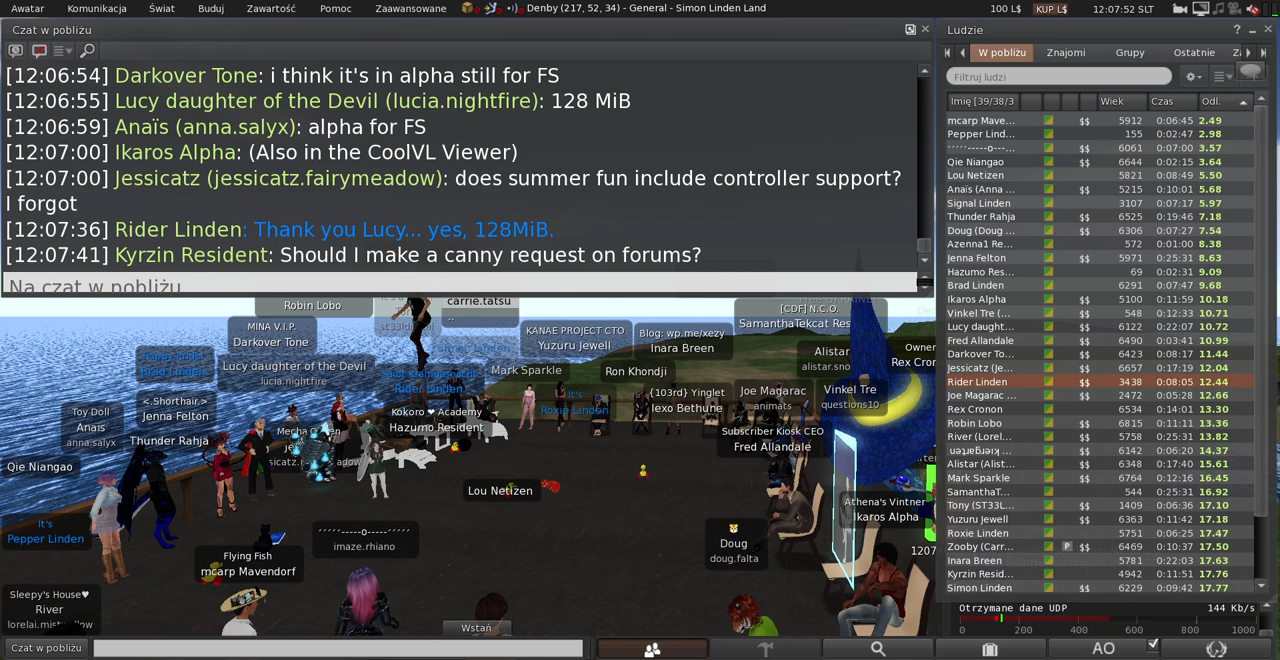 Awatar Komunikacja Świat Buduj Zawartość Pomoc Zaawansowane Denby (217, 52, 34) - General - Simon Linden Land 100 L$ KUP L$ 12:07:52 SLT
Czat w pobliżu
[12:06:54] Darkover Tone: i think it's in alpha still for FS
[12:06:55] Lucy daughter of the Devil (lucia.nightfire): 128 MiB
[12:06:59] Anaïs (anna.salyx): alpha for FS
[12:07:00] Ikaros Alpha: (Also in the CoolVL Viewer)
[12:07:00] Jessicatz (jessicatz.fairymeadow): does summer fun include controller support?
I forgot
[12:07:36] Rider Linden: Thank you Lucy... yes, 128MiB.
[12:07:41] Kyrzin Resident: Should I make a canny request on forums?
Na czat w pobliżu
Robin Lobo
carrie.tatsu
..
MINA V.I.P.
Darkover Tone
KANAE PROJECT CTO
Yuzuru Jewell
Blog: wp.me/xezy
Inara Breen
[CDF] N.C.O.
SamanthaTekcat Res
Alistar
alistar.sno
Owner
Rex Cron
Brad Linden
Lucy daughter of the Devil
lucia.nightfire
Rider Linden
Mark Sparkle
Ron Khondji
<.Shorthair.>
Jenna Felton
Toy Doll
Anaïs
anna.salyx
Thunder Rahja
Kokoro ❤ Academy
Hazumo Resident
It's
Roxie Linden
{103rd} Yinglet
Iexo Bethune
Joe Magarac
animats
Vinkel Tre
questions10
Subscriber Kiosk CEO
Fred Allandale
Qie Niangao
Lou Netizen
Athena's Vintner
Ikaros Alpha
It's
Pepper Linden
′′′′′-----o-----′′′′′
imaze.rhiano
Flying Fish
mcarp Mavendorf
Doug
doug.falta
1207
Sleepy's House♥
River
lorelai.mistwillow
Wstań
Czat w pobliżu
AO
Ludzie
W pobliżu Znajomi Grupy Ostatnie
Filtruj ludzi
Imię [39/38/3 Wiek Czas Odl.
mcarp Mave... $$ 5912 0:06:45 2.49
Pepper Lind... 155 0:02:47 2.98
′′′′′-----o---... $$ 6061 0:07:00 3.57
Qie Niangao $$ 6644 0:02:15 3.64
Lou Netizen 5821 0:08:49 5.50
Anaïs (Anna ... $$ 5215 0:10:01 5.68
Signal Linden 3107 0:07:17 5.97
Thunder Rahja $$ 6525 0:19:46 7.18
Doug (Doug ... $$ 6306 0:07:27 7.54
Azenna1 Re... 572 0:01:00 8.38
Jenna Felton $$ 5971 0:25:31 8.63
Hazumo Res... 69 0:02:31 9.09
Brad Linden 6291 0:07:47 9.68
Ikaros Alpha $$ 5100 0:11:59 10.18
Vinkel Tre (... $$ 548 0:12:33 10.71
Lucy daught... $$ 6122 0:07:07 10.72
Fred Allandale $$ 6490 0:03:41 10.99
Darkover To... $$ 6423 0:08:17 11.44
Jessicatz (Je... $$ 6657 0:17:19 12.04
Rider Linden $$ 3438 0:08:05 12.44
Joe Magarac ... $$ 2472 0:05:28 12.66
Rex Cronon $$ 6534 0:14:01 13.30
Robin Lobo $$ 6815 0:11:11 13.36
River (Lorel... $$ 5758 0:25:31 13.82
$$ 6142 0:06:20 14.37
Alistar (Alist... $$ 6348 0:17:40 15.61
Mark Sparkle $$ 6764 0:12:16 16.45
SamanthaT... 544 0:25:31 16.92
Tony (ST33L... $$ 1409 0:06:36 17.10
Yuzuru Jewell $$ 6363 0:11:42 17.18
Roxie Linden 5751 0:06:25 17.47
Zooby (Carr... P $$ 6469 0:10:37 17.50
Inara Breen 5781 0:22:03 17.63
Kyrzin Resid... 4942 0:11:51 17.76
Simon Linden $$ 6229 0:09:42 17.77
Otrzymane dane UDP 144 Kb/s
0 200 400 600 800 1000